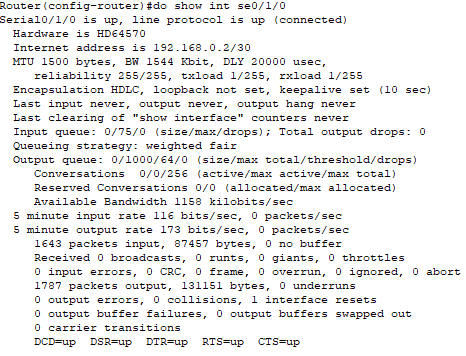 Router(config-router)#do show int se0/1/0
Serial0/1/0 is up, line protocol is up (connected)
Hardware is HD64570
Internet address is 192.168.0.2/30
MTU 1500 bytes, BW 1544 Kbit, DLY 20000 usec,
reliability 255/255, txload 1/255, rxload 1/255
Encapsulation HDLC, loopback not set, keepalive set (10 sec)
Last input never, output never, output hang never
Last clearing of "show interface" counters never
Input queue: 0/75/0 (size/max/drops); Total output drops: 0
Queueing strategy: weighted fair
Output queue: 0/1000/64/0 (size/max total/threshold/drops)
Conversations 0/0/256 (active/max active/max total)
Reserved Conversations 0/0 (allocated/max allocated)
Available Bandwidth 1158 kilobits/sec
5 minute input rate 116 bits/sec, 0 packets/sec
5 minute output rate 173 bits/sec, 0 packets/sec
1643 packets input, 87457 bytes, 0 no buffer
Received 0 broadcasts, 0 runts, 0 giants, 0 throttles
0 input errors, 0 CRC, 0 frame, 0 overrun, 0 ignored, 0 abort
1787 packets output, 131151 bytes, 0 underruns
0 output errors, 0 collisions, 1 interface resets
0 output buffer failures, 0 output buffers swapped out
0 carrier transitions
DCD=up DSR=up DTR=up RTS=up CTS=up